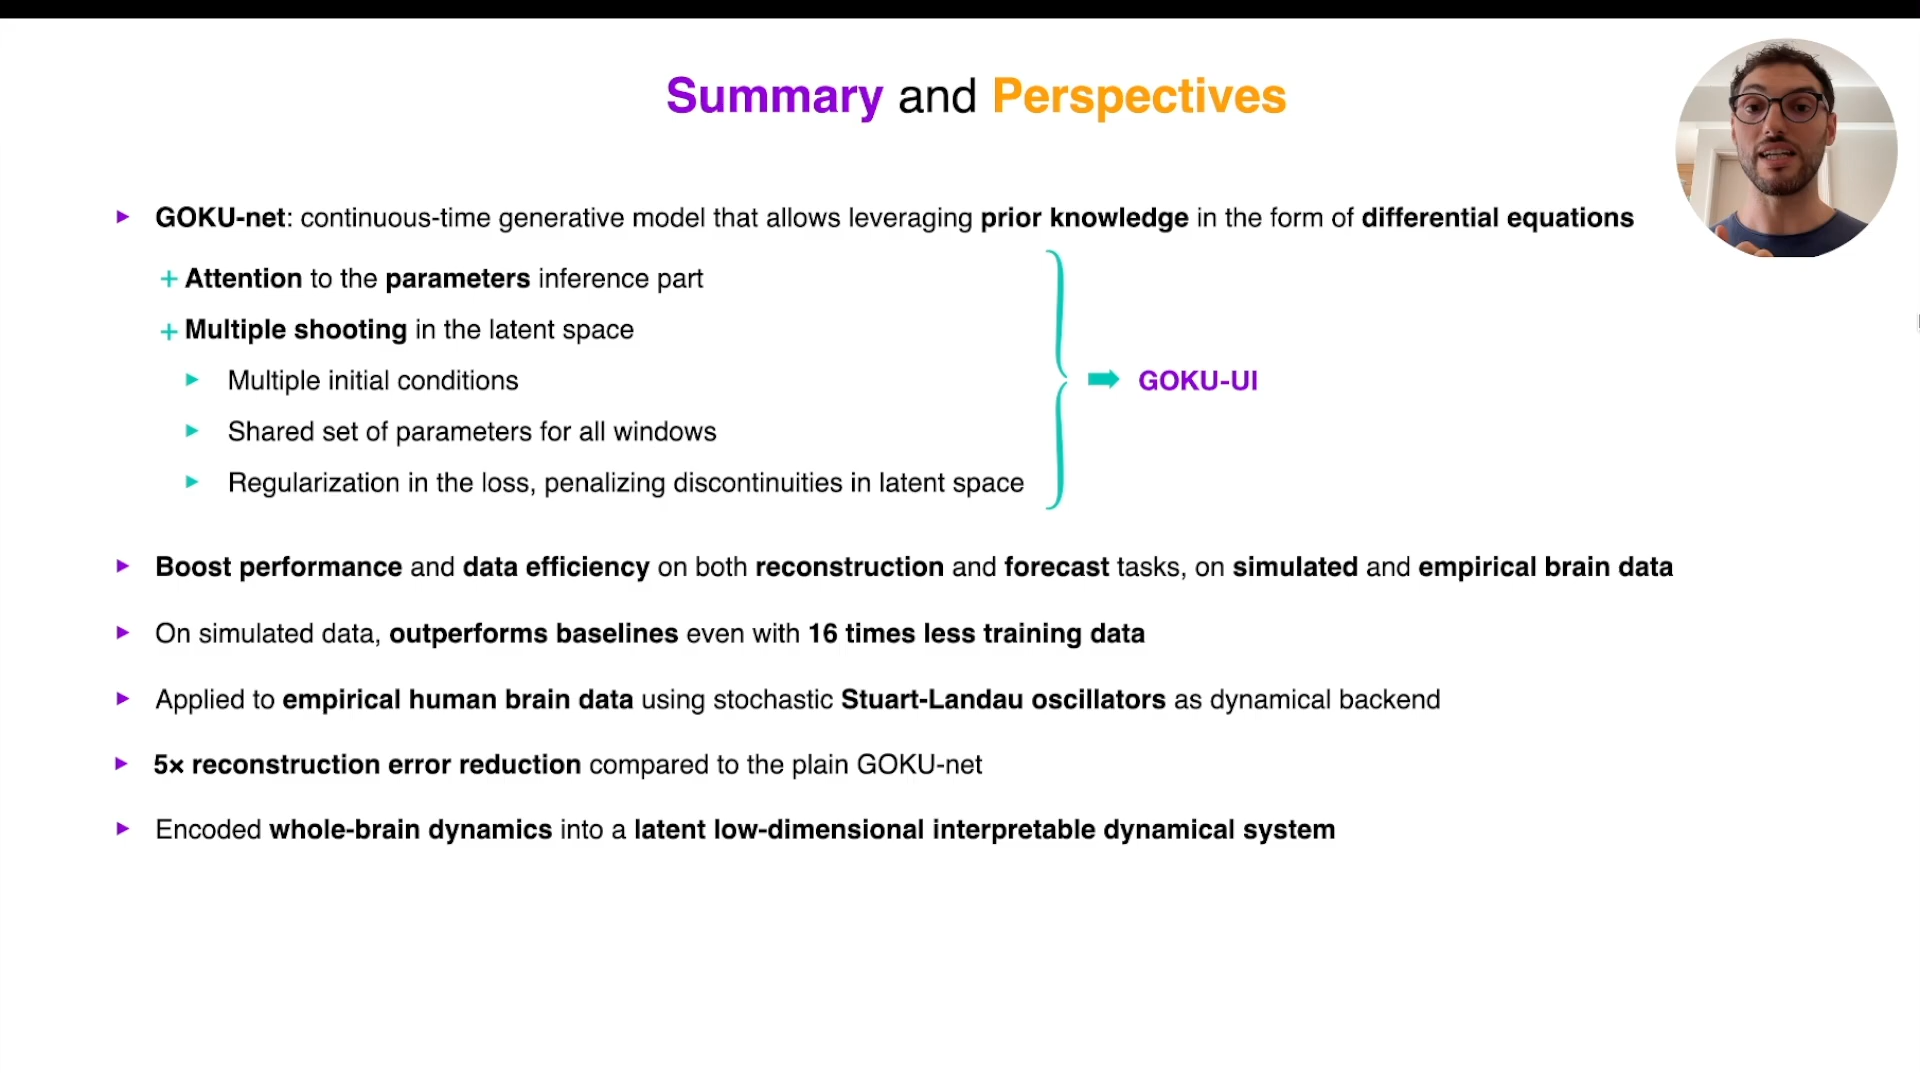 Summary and Perspectives
GOKU-net: continuous-time generative model that allows leveraging prior knowledge in the form of differential equations
+ Attention to the parameters inference part
+ Multiple shooting in the latent space
Multiple initial conditions
Shared set of parameters for all windows
Regularization in the loss, penalizing discontinuities in latent space
GOKU-UI
Boost performance and data efficiency on both reconstruction and forecast tasks, on simulated and empirical brain data
On simulated data, outperforms baselines even with 16 times less training data
Applied to empirical human brain data using stochastic Stuart-Landau oscillators as dynamical backend
5× reconstruction error reduction compared to the plain GOKU-net
Encoded whole-brain dynamics into a latent low-dimensional interpretable dynamical system